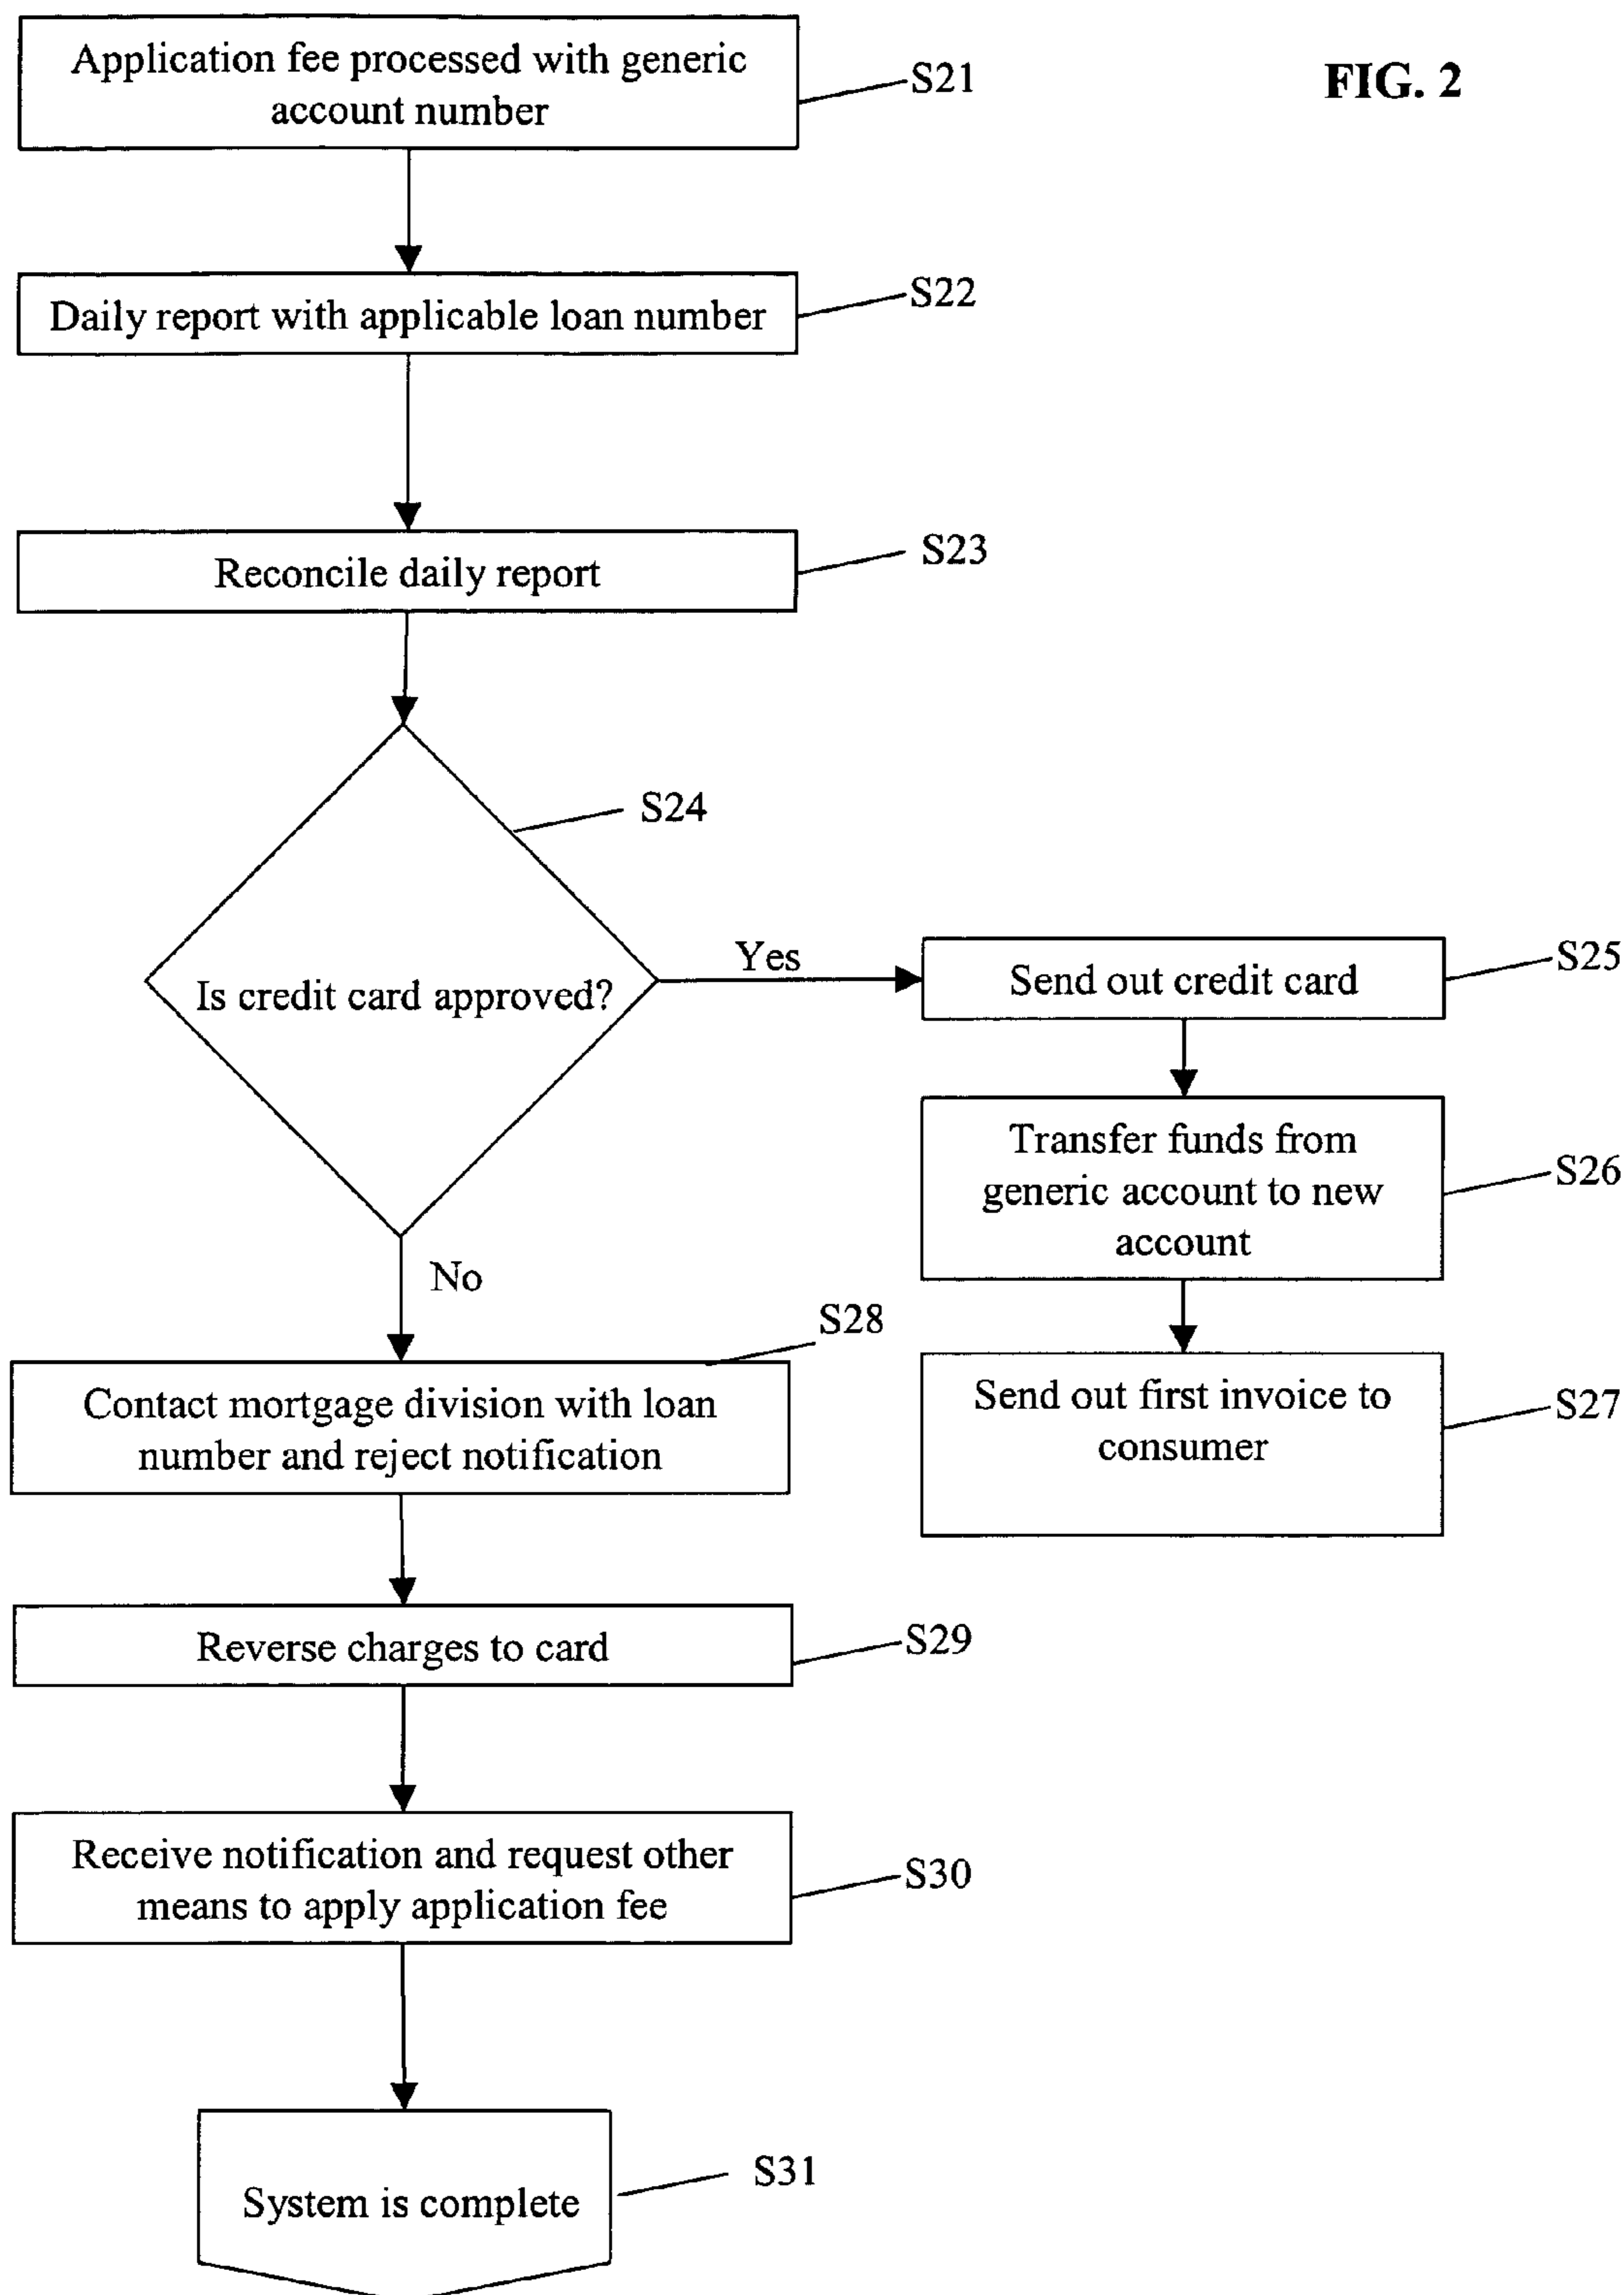 Application fee processed with generic
account number
S21
FIG. 2
Daily report with applicable loan number
S22
Reconcile daily report
S23
S24
Is credit card approved?
Yes
Send out credit card
S25
Transfer funds from
generic account to new
account
S26
Send out first invoice to
consumer
S27
No
S28
Contact mortgage division with loan
number and reject notification
Reverse charges to card
S29
Receive notification and request other
means to apply application fee
S30
System is complete
S31